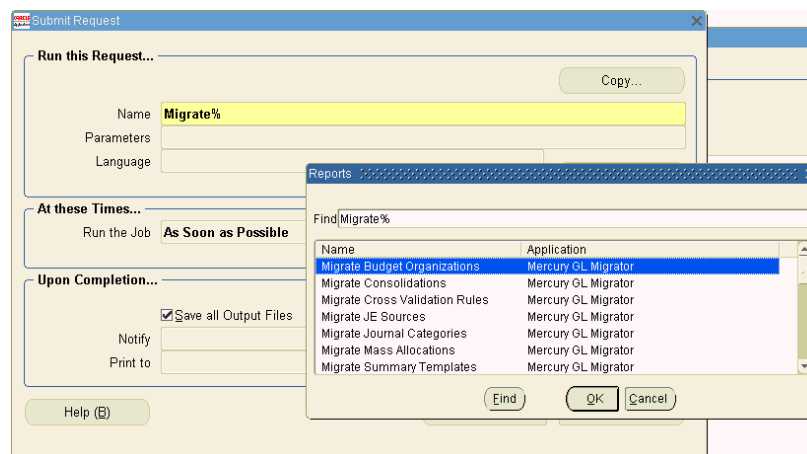 ORACLE Submit Request
Run this Request...
Copy...
Name Migrate%
Parameters
Language
Reports
Find Migrate%
Name Application
Migrate Budget Organizations Mercury GL Migrator
Migrate Consolidations Mercury GL Migrator
Migrate Cross Validation Rules Mercury GL Migrator
Migrate JE Sources Mercury GL Migrator
Migrate Journal Categories Mercury GL Migrator
Migrate Mass Allocations Mercury GL Migrator
Migrate Summary Templates Mercury GL Migrator
Find OK Cancel
At these Times...
Run the Job As Soon as Possible
Upon Completion...
Save all Output Files
Notify
Print to
Help (B)